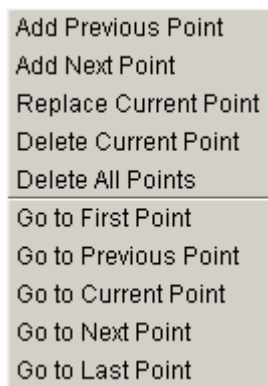 Add Previous Point
Add Next Point
Replace Current Point
Delete Current Point
Delete All Points
Go to First Point
Go to Previous Point
Go to Current Point
Go to Next Point
Go to Last Point